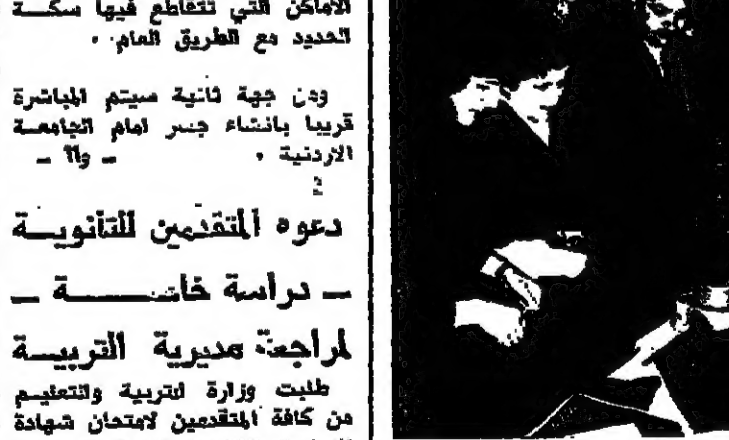 الاماكن التي تتقاطع فيها سكة
الحديد مع الطريق العام .
ومن جهة ثانية سيتم المباشرة
قريبا بانشاء جسر امام الجامعة
الاردنية .
دعوة المتقدمين للثانوية
ـ دراسة خاصة ـ
لمراجعة مديرية التربية
طلبت وزارة التربية والتعليم
من كافة المتقدمين لامتحان شهادة